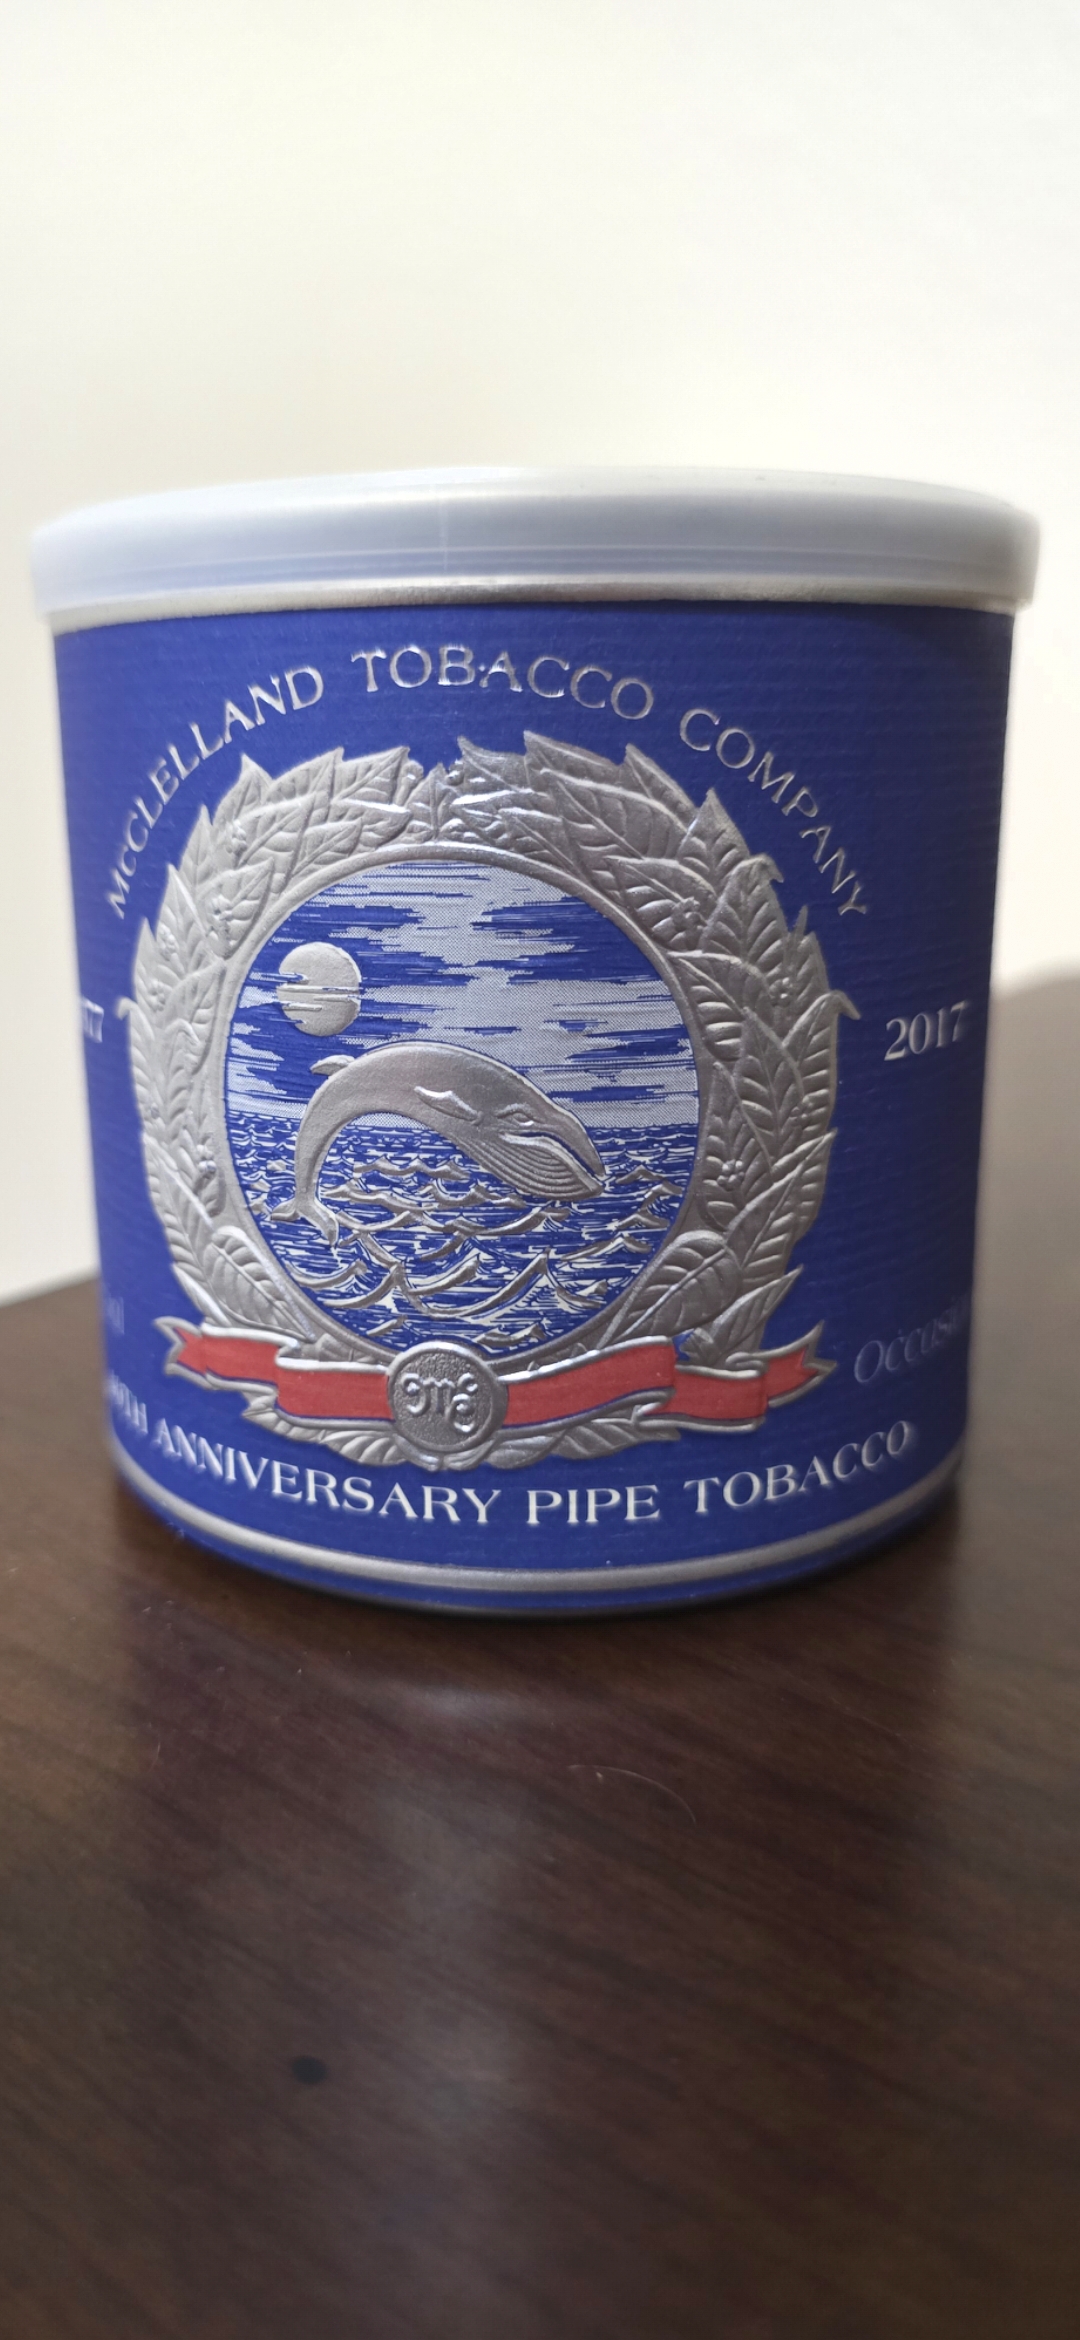 McCLELLAND TOBACCO COMPANY
2017
ANNIVERSARY PIPE TOBACCO